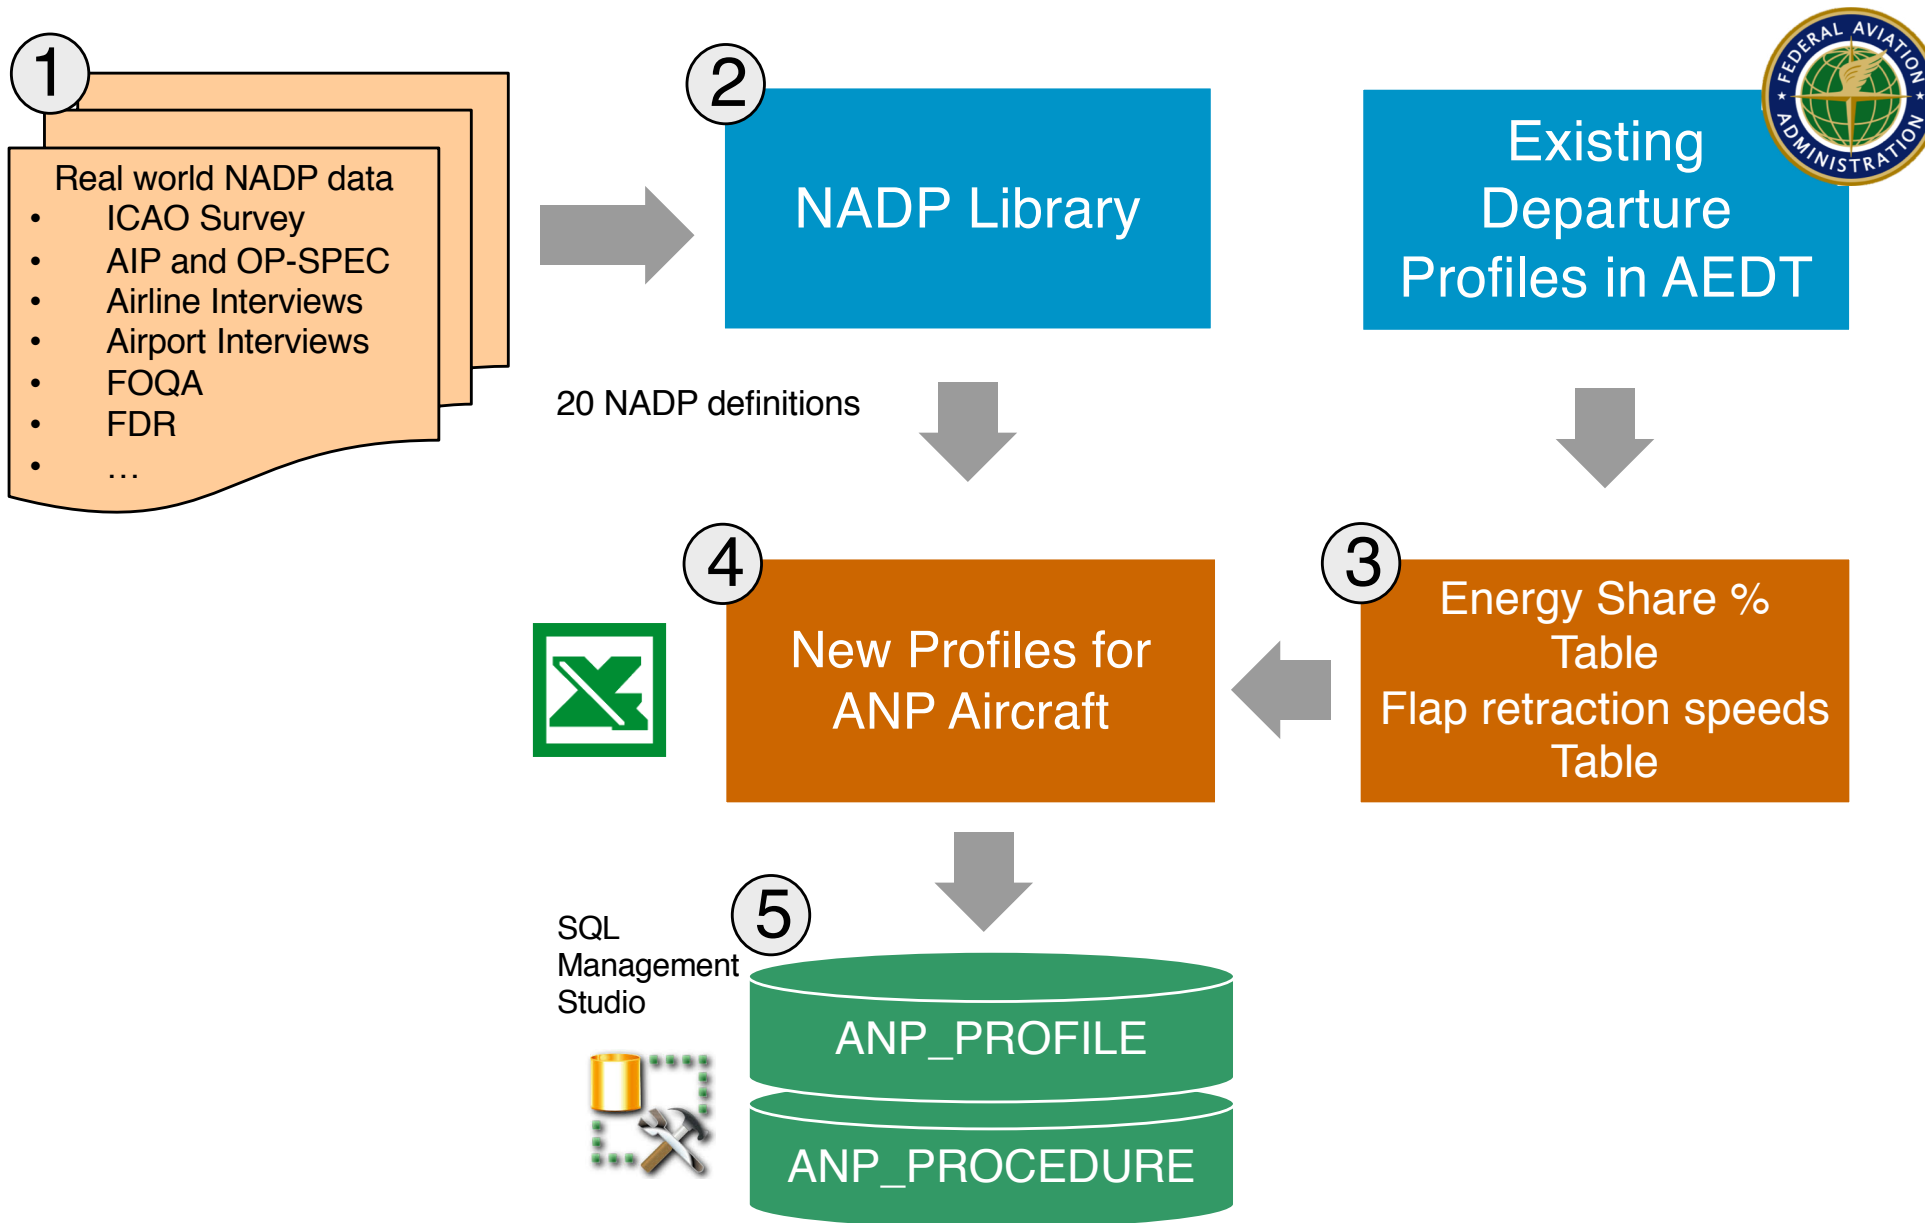 1
Real world NADP data
• ICAO Survey
• AIP and OP-SPEC
• Airline Interviews
• Airport Interviews
• FOQA
• FDR
• …
2
NADP Library
Existing
Departure
Profiles in AEDT
FEDERAL AVIATION
ADMINISTRATION
20 NADP definitions
4
New Profiles for
ANP Aircraft
3
Energy Share %
Table
Flap retraction speeds
Table
5
SQL
Management
Studio
ANP_PROFILE
ANP_PROCEDURE